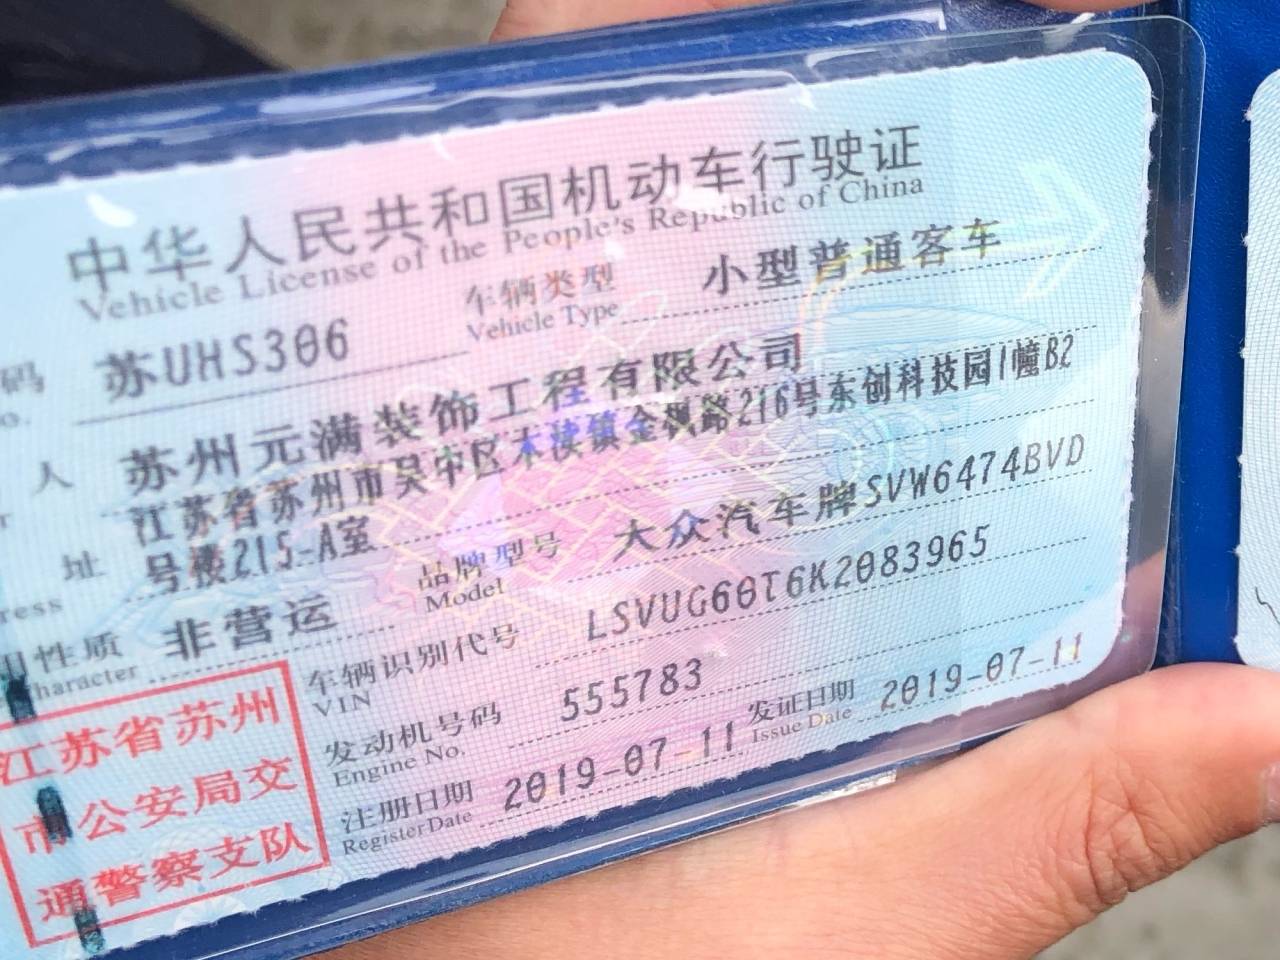 中华人民共和国机动车行驶证
Vehicle License of the People's Republic of China
码 苏UHS306 车辆类型 小型普通客车
o. Vehicle Type
人 苏州元满装饰工程有限公司
r
址 江苏省苏州市吴中区木渎镇金枫路216号东创科技园1幢B2
ress 号楼215-A室
品牌型号 大众汽车牌SVW6474BVD
Model
用性质 非营运
Character
车辆识别代号 LSVUG60T6K2083965
VIN
发动机号码 555783
Engine No.
注册日期 2019-07-11 发证日期 2019-07-11
Register Date Issue Date
江苏省苏州
市公安局交
通警察支队